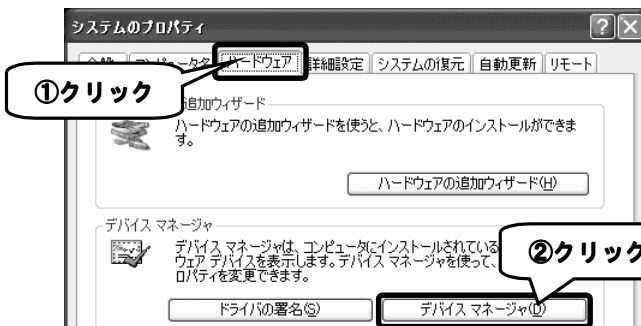 システムのプロパティ
ハードウェア 詳細設定 システムの復元 自動更新 リモート
①クリック
追加ウィザード
ハードウェアの追加ウィザードを使うと、ハードウェアのインストールができま
す。
ハードウェアの追加ウィザード(H)
デバイス マネージャ
デバイス マネージャは、コンピュータにインストールされている
ウェア デバイスを表示します。デバイス マネージャを使って、
ロパティを変更できます。
②クリック
ドライバの署名(S) デバイス マネージャ(D)